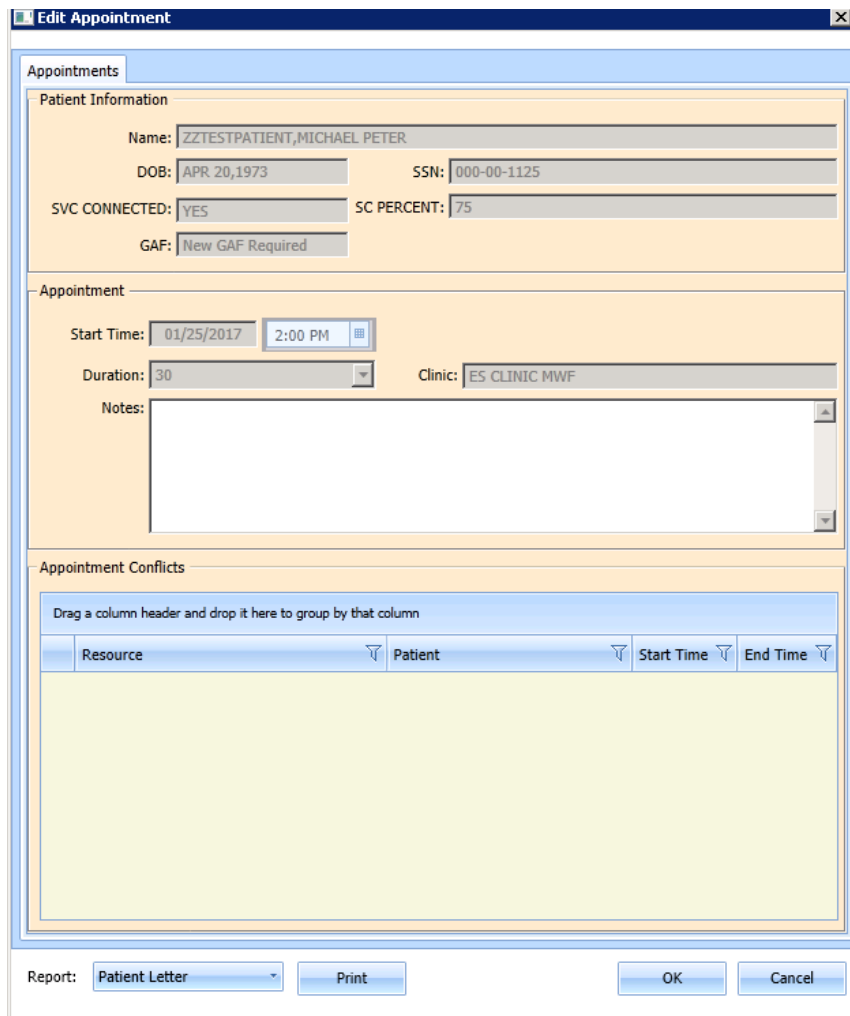 Edit Appointment
Appointments
Patient Information
Name: ZZTESTPATIENT,MICHAEL PETER
DOB: APR 20,1973 SSN: 000-00-1125
SVC CONNECTED: YES SC PERCENT: 75
GAF: New GAF Required
Appointment
Start Time: 01/25/2017 2:00 PM
Duration: 30 Clinic: ES CLINIC MWF
Notes:
Appointment Conflicts
Drag a column header and drop it here to group by that column
Resource Patient Start Time End Time
Report: Patient Letter Print OK Cancel